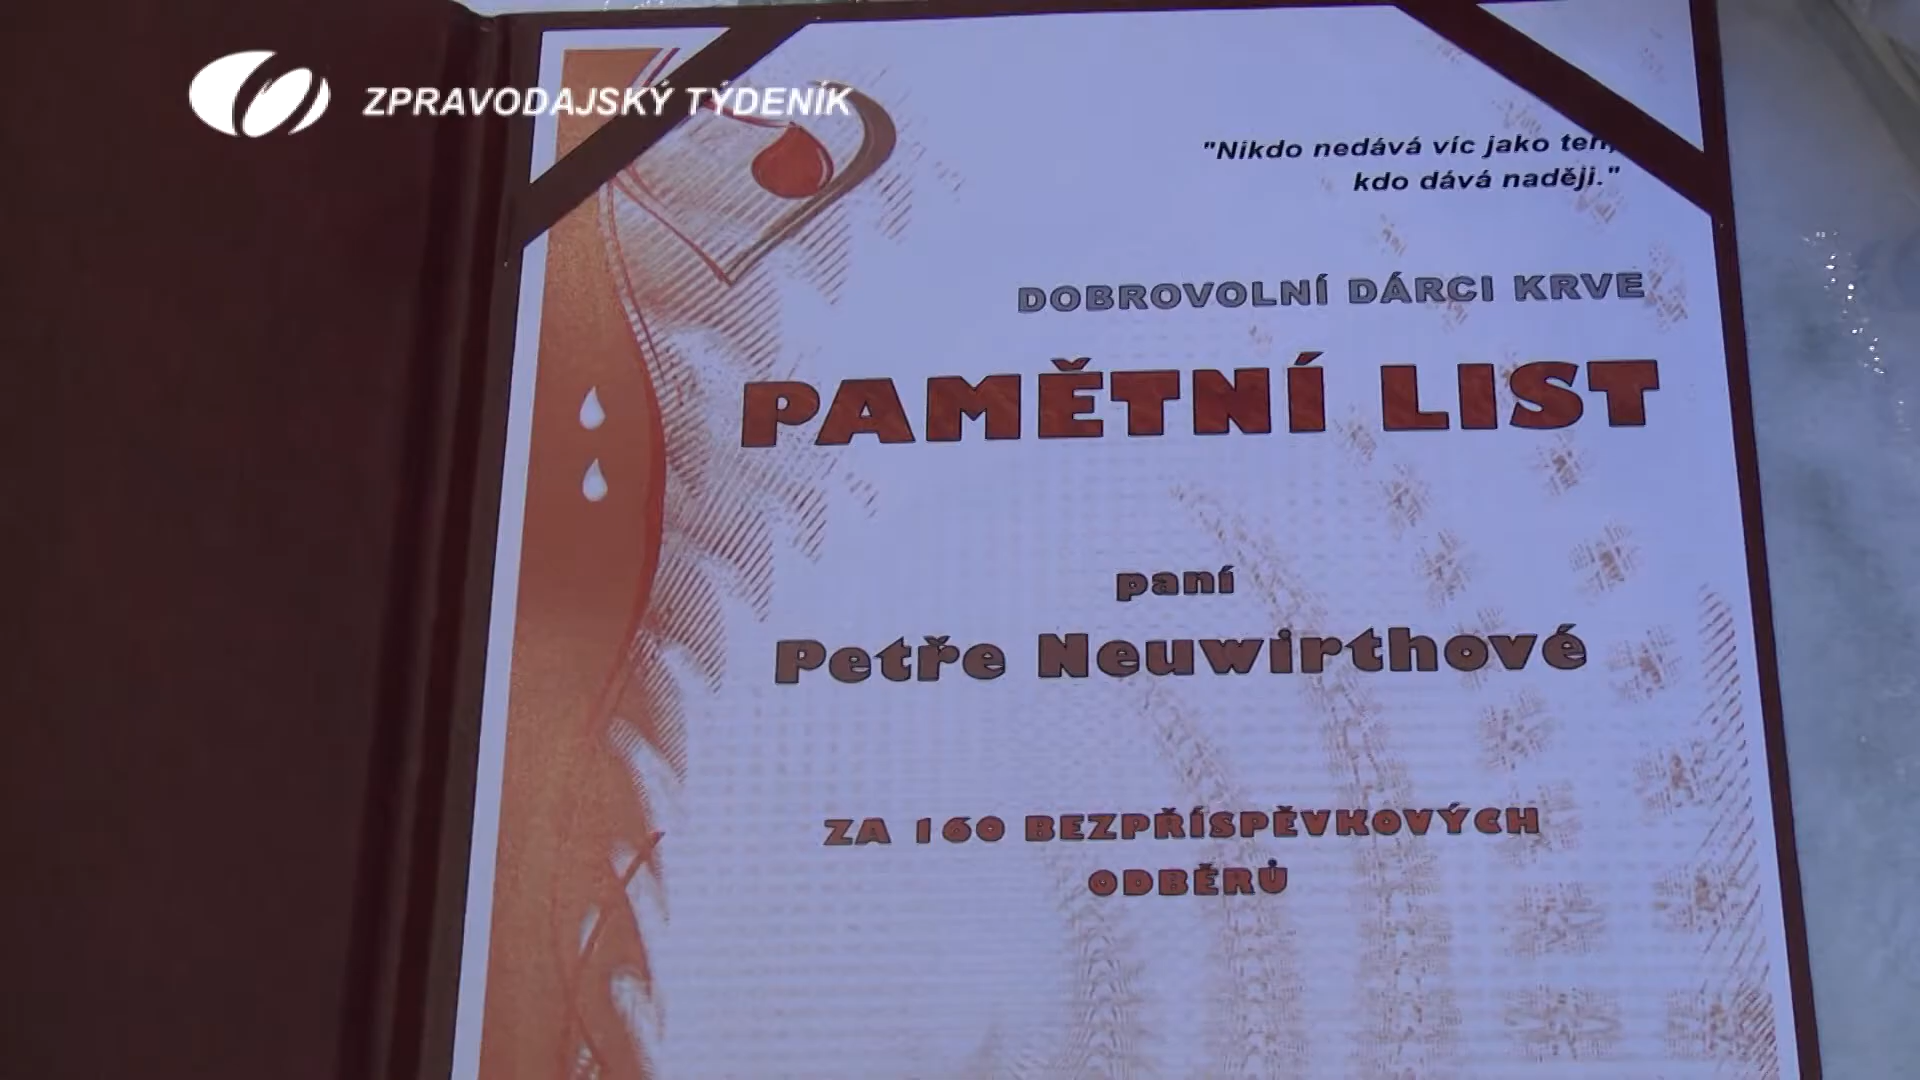 ZPRAVODAJSKÝ TÝDENÍK
"Nikdo nedává víc jako ten,
kdo dává naději."
DOBROVOLNÍ DÁRCI KRVE
PAMĚTNÍ LIST
paní
Petře Neuwirthové
ZA 160 BEZPŘÍSPĚVKOVÝCH
ODBĚRŮ